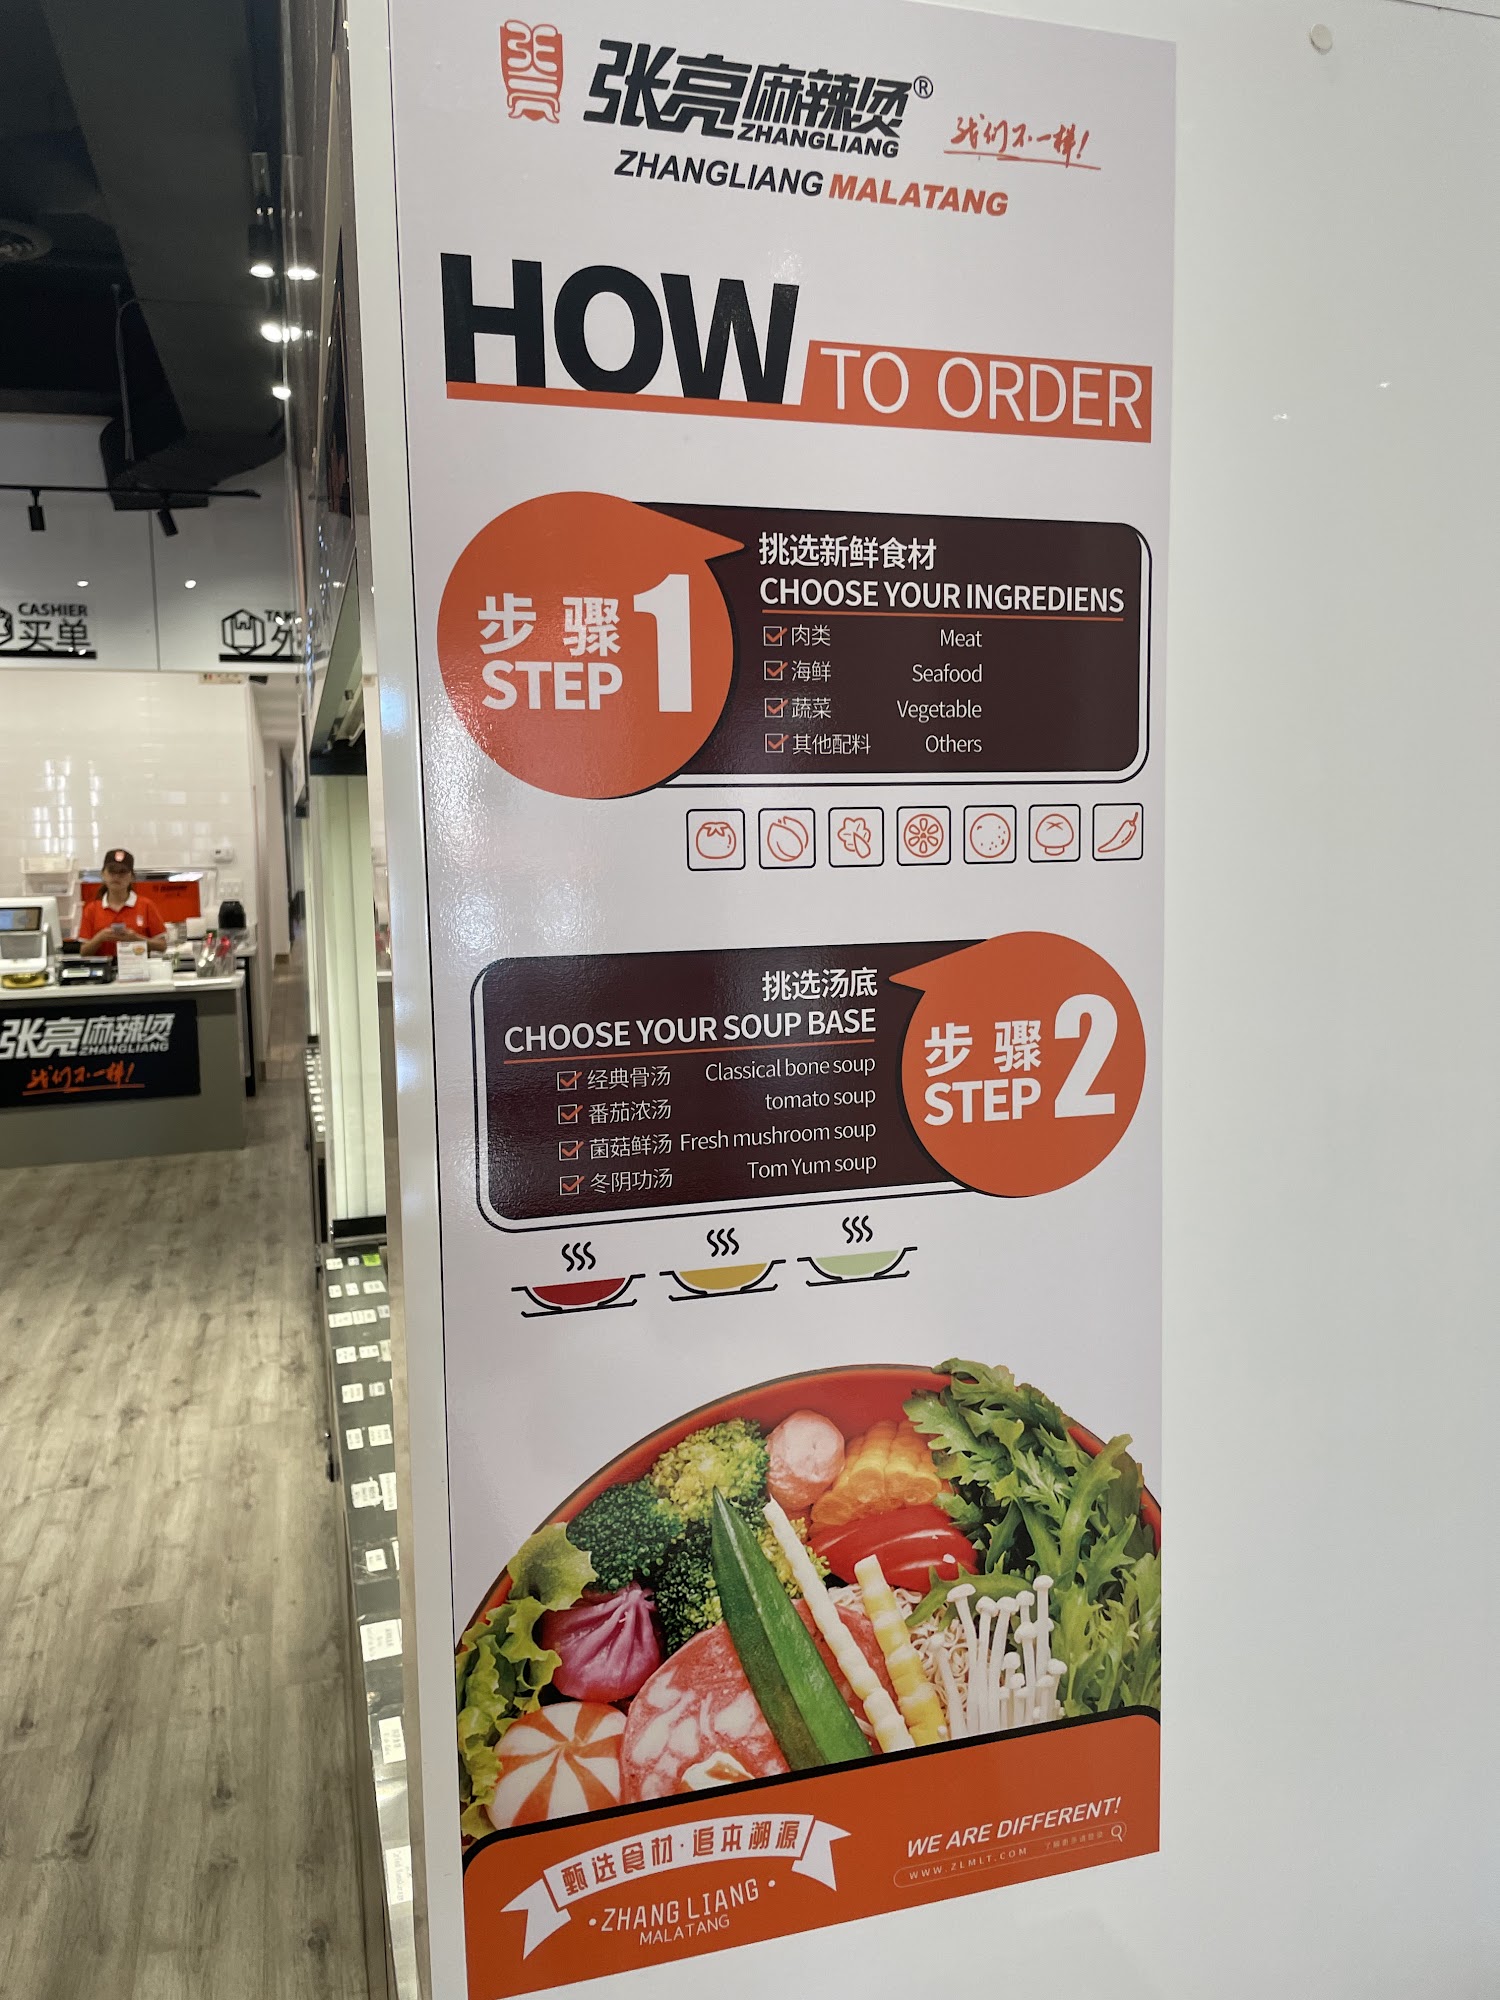 张亮麻辣烫®
ZHANGLIANG
我们不一样!
ZHANGLIANG MALATANG
HOW TO ORDER
步骤 1
STEP
挑选新鲜食材
CHOOSE YOUR INGREDIENS
肉类 Meat
海鲜 Seafood
蔬菜 Vegetable
其他配料 Others
挑选汤底
CHOOSE YOUR SOUP BASE
经典骨汤 Classical bone soup
番茄浓汤 tomato soup
菌菇鲜汤 Fresh mushroom soup
冬阴功汤 Tom Yum soup
步骤 2
STEP
甄选食材·追本溯源
•ZHANG LIANG•
MALATANG
WE ARE DIFFERENT!
WWW.ZLMLT.COM
CASHIER
买单
TAK
张亮麻辣烫
ZHANGLIANG
我们不一样!